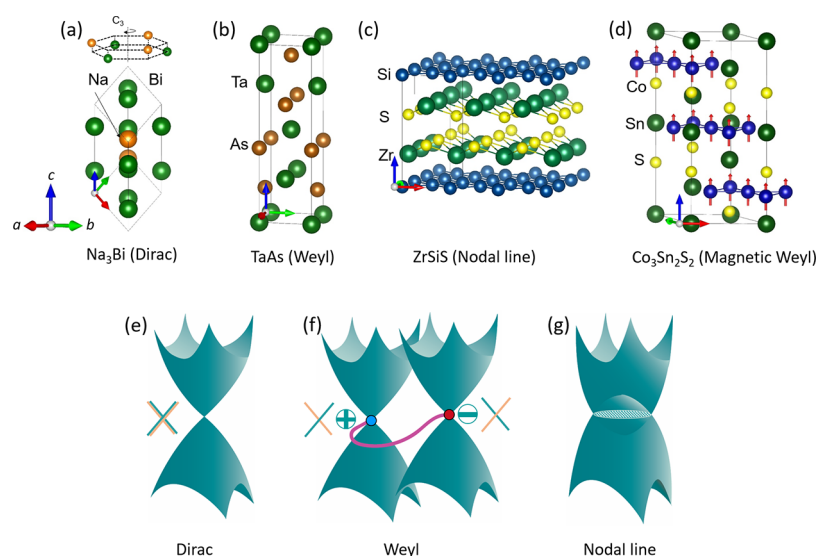 (a)
C₃
Na
Bi
c
a
b
Na₃Bi (Dirac)
(b)
Ta
As
TaAs (Weyl)
(c)
Si
S
Zr
ZrSiS (Nodal line)
(d)
Co
Sn
S
Co₃Sn₂S₂ (Magnetic Weyl)
(e)
Dirac
(f)
+
−
Weyl
(g)
Nodal line